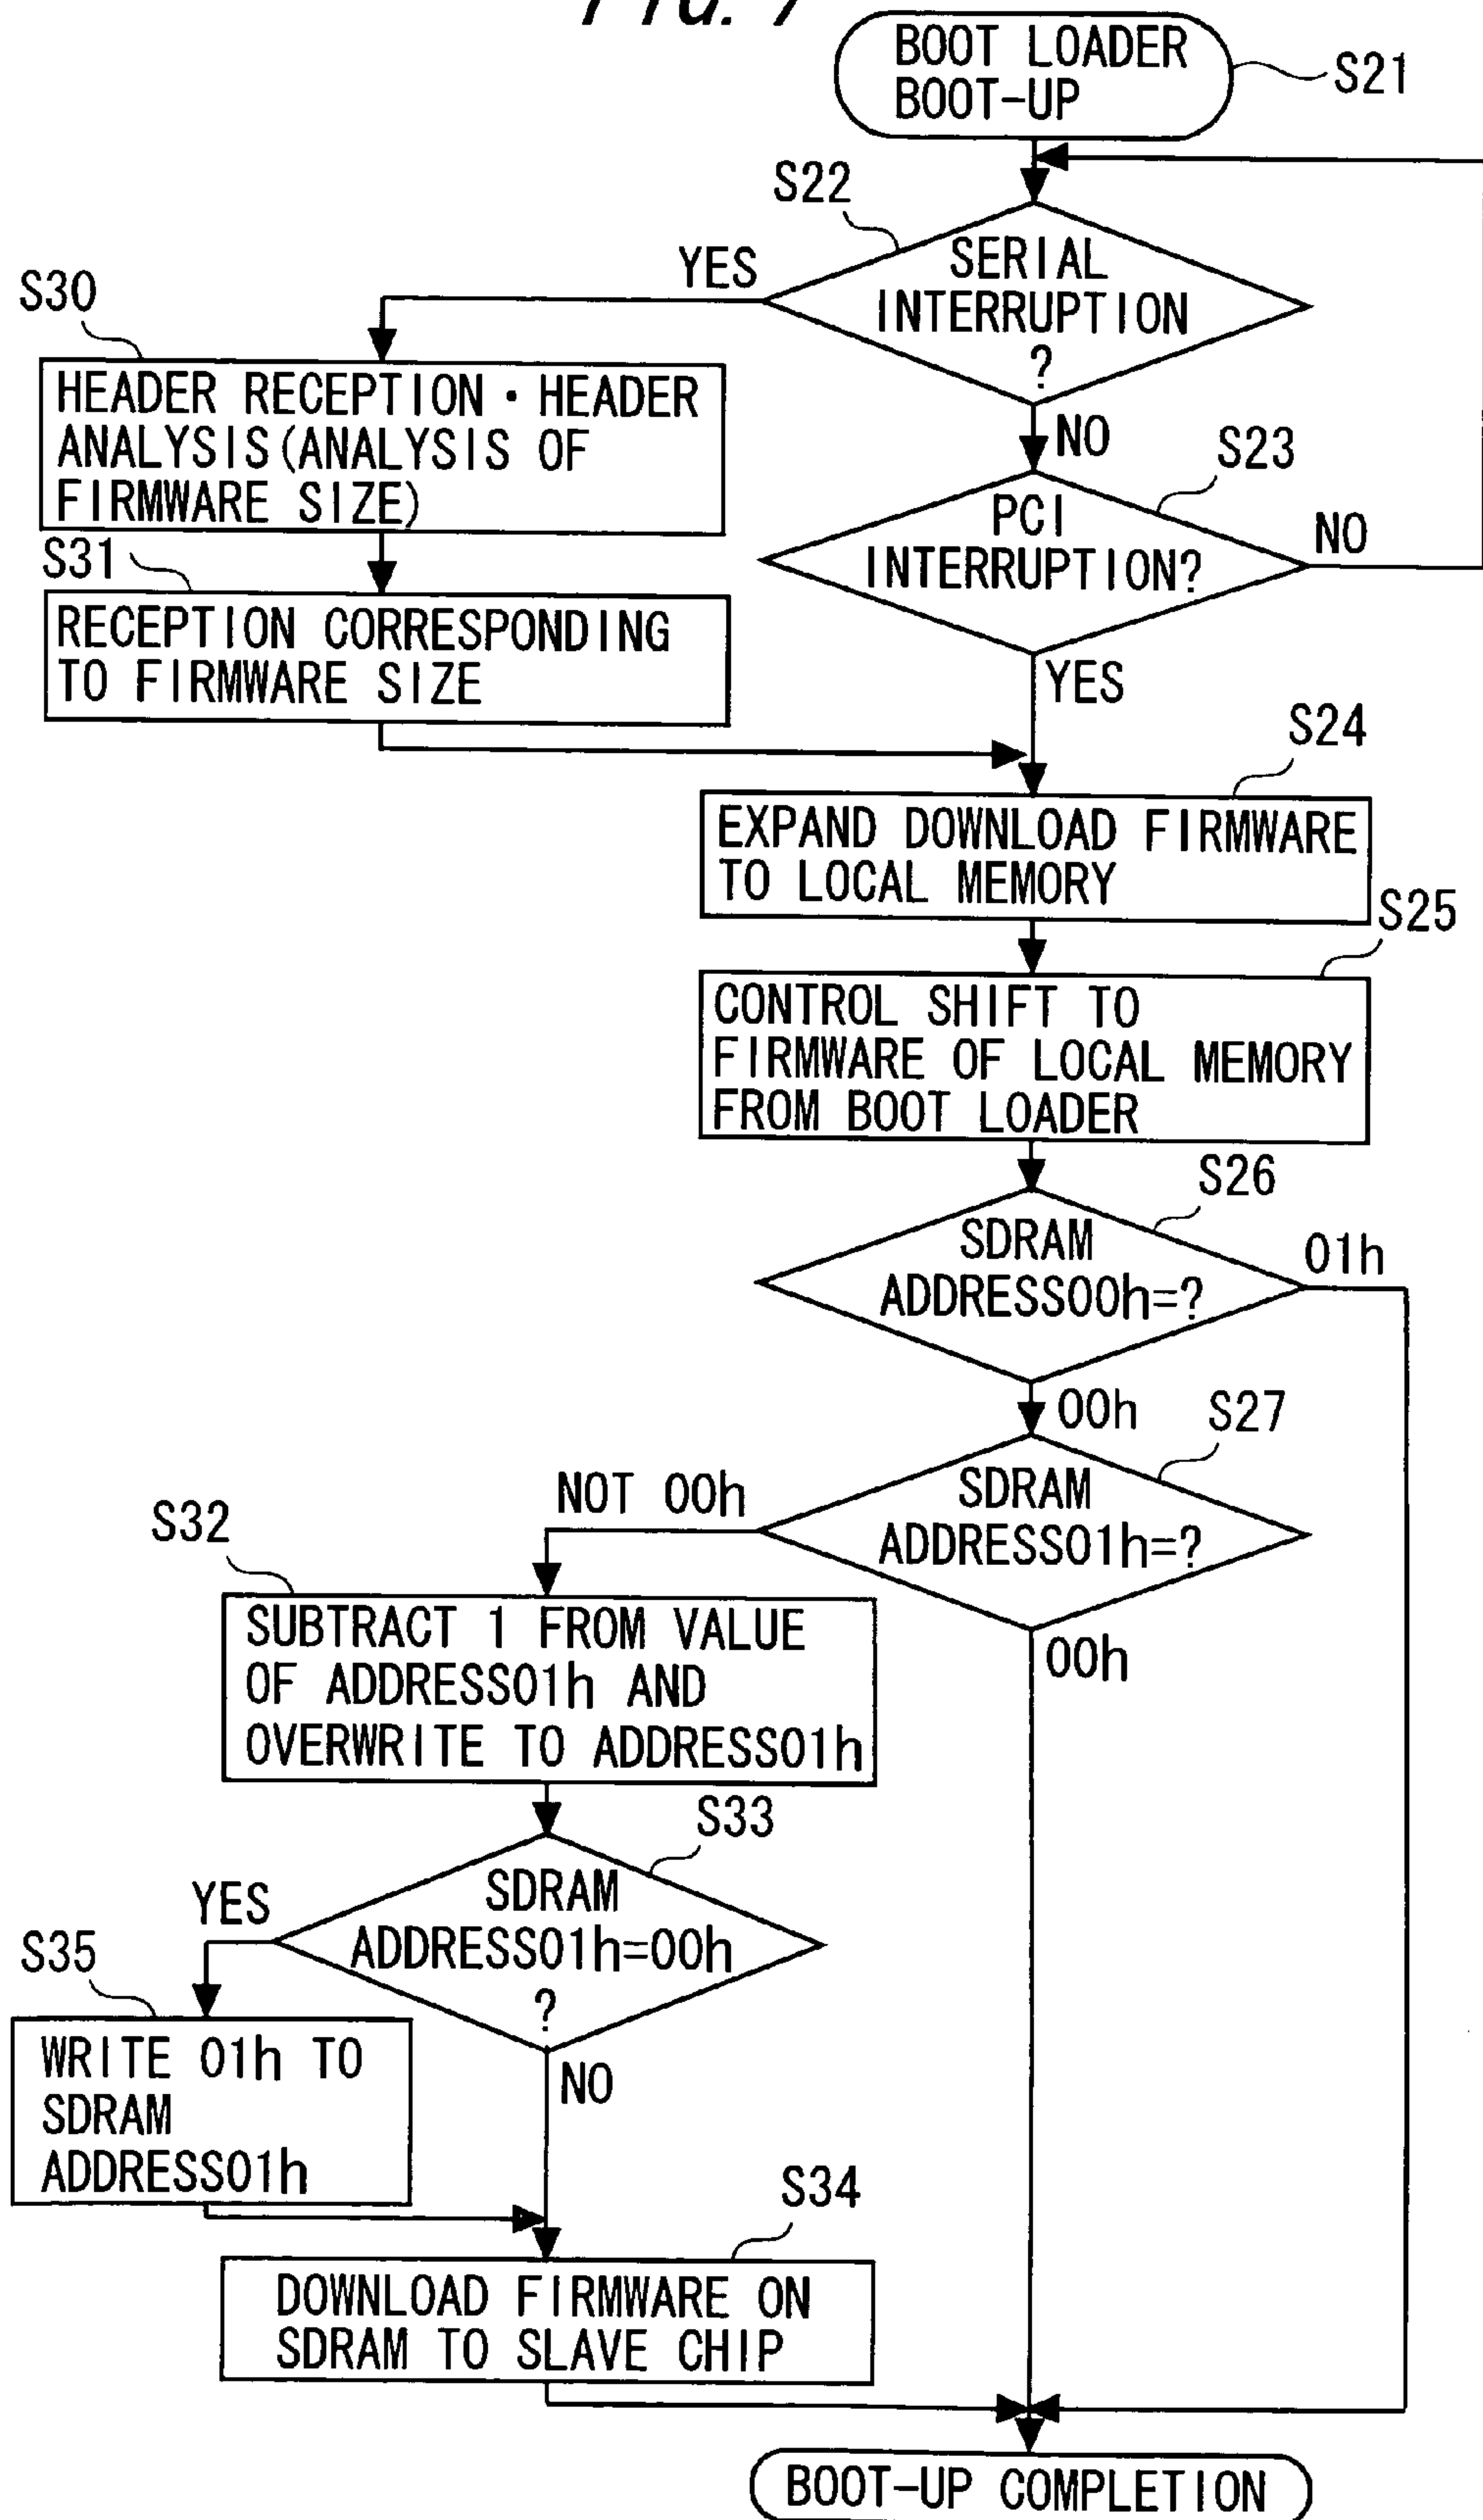 BOOT LOADER
BOOT-UP
S21
S22
SERIAL
INTERRUPTION
?
YES
NO
S30
HEADER RECEPTION・HEADER
ANALYSIS(ANALYSIS OF
FIRMWARE SIZE)
S23
PCI
INTERRUPTION?
NO
YES
S31
RECEPTION CORRESPONDING
TO FIRMWARE SIZE
S24
EXPAND DOWNLOAD FIRMWARE
TO LOCAL MEMORY
S25
CONTROL SHIFT TO
FIRMWARE OF LOCAL MEMORY
FROM BOOT LOADER
S26
SDRAM
ADDRESS00h=?
01h
00h
S27
SDRAM
ADDRESS01h=?
NOT 00h
00h
S32
SUBTRACT 1 FROM VALUE
OF ADDRESS01h AND
OVERWRITE TO ADDRESS01h
S33
SDRAM
ADDRESS01h=00h
?
YES
NO
S35
WRITE 01h TO
SDRAM
ADDRESS01h
S34
DOWNLOAD FIRMWARE ON
SDRAM TO SLAVE CHIP
BOOT-UP COMPLETION